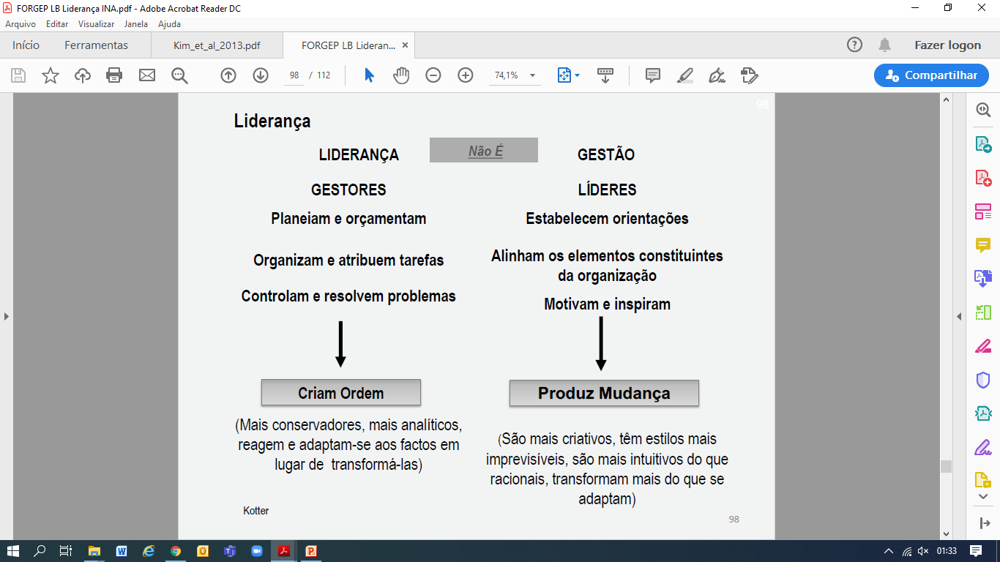 FORGEP LB Liderança INA.pdf - Adobe Acrobat Reader DC
Arquivo Editar Visualizar Janela Ajuda
Início Ferramentas Kim_et_al_2013.pdf FORGEP LB Lideran... × Fazer logon
98 / 112 74,1% Compartilhar
98
Liderança
LIDERANÇA Não É GESTÃO
GESTORES LÍDERES
Planeiam e orçamentam Estabelecem orientações
Organizam e atribuem tarefas
Alinham os elementos constituintes
da organização
Controlam e resolvem problemas
Motivam e inspiram
Criam Ordem
Produz Mudança
(Mais conservadores, mais analíticos,
reagem e adaptam-se aos factos em
lugar de transformá-las)
(São mais criativos, têm estilos mais
imprevisíveis, são mais intuitivos do que
racionais, transformam mais do que se
adaptam)
Kotter
98
01:33